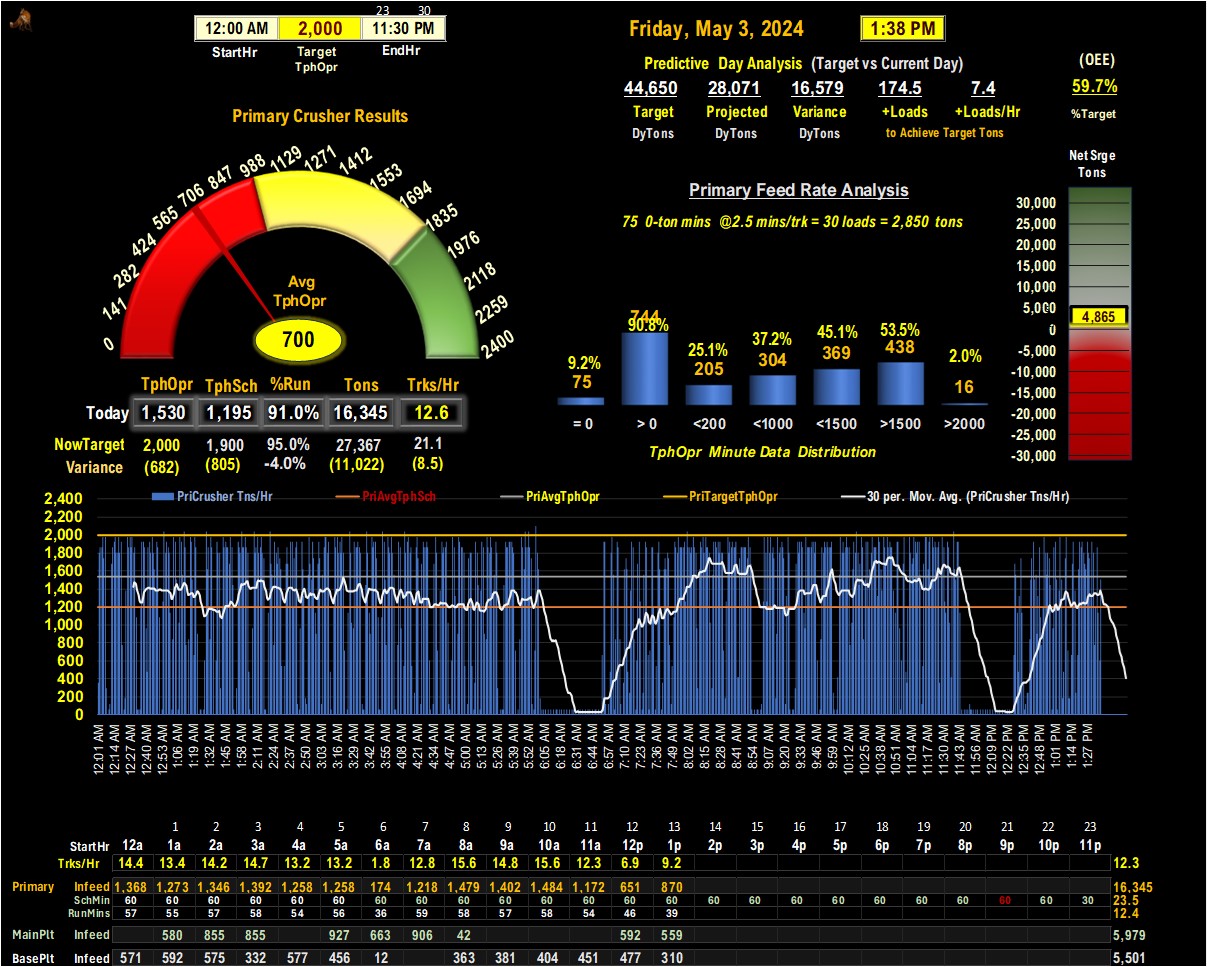 23 30
12:00 AM 2,000 11:30 PM
StartHr Target TphOpr EndHr
Friday, May 3, 2024 1:38 PM
Predictive Day Analysis (Target vs Current Day)
44,650 28,071 16,579 174.5 7.4
Target Projected Variance +Loads +Loads/Hr
DyTons DyTons DyTons to Achieve Target Tons
(OEE)
59.7%
%Target
Primary Crusher Results
0 141 282 424 565 706 847 988 1129 1271 1412 1553 1694 1835 1976 2118 2259 2400
Avg
TphOpr
700
TphOpr TphSch %Run Tons Trks/Hr
Today 1,530 1,195 91.0% 16,345 12.6
NowTarget 2,000 1,900 95.0% 27,367 21.1
Variance (682) (805) -4.0% (11,022) (8.5)
Primary Feed Rate Analysis
75 0-ton mins @2.5 mins/trk = 30 loads = 2,850 tons
9.2% 90.8% 25.1% 37.2% 45.1% 53.5% 2.0%
75 744 205 304 369 438 16
= 0 > 0 <200 <1000 <1500 >1500 >2000
TphOpr Minute Data Distribution
Net Srge
Tons
30,000
25,000
20,000
15,000
10,000
5,000
4,865
0
-5,000
-10,000
-15,000
-20,000
-25,000
-30,000
PriCrusher Tns/Hr PriAvgTphSch PriAvgTphOpr PriTargetTphOpr 30 per. Mov. Avg. (PriCrusher Tns/Hr)
2,400
2,200
2,000
1,800
1,600
1,400
1,200
1,000
800
600
400
200
0
12:01 AM 12:14 AM 12:27 AM 12:40 AM 12:53 AM 1:06 AM 1:19 AM 1:32 AM 1:45 AM 1:58 AM 2:11 AM 2:24 AM 2:37 AM 2:50 AM 3:03 AM 3:16 AM 3:29 AM 3:42 AM 3:55 AM 4:08 AM 4:21 AM 4:34 AM 4:47 AM 5:00 AM 5:13 AM 5:26 AM 5:39 AM 5:52 AM 6:05 AM 6:18 AM 6:31 AM 6:44 AM 6:57 AM 7:10 AM 7:23 AM 7:36 AM 7:49 AM 8:02 AM 8:15 AM 8:28 AM 8:41 AM 8:54 AM 9:07 AM 9:20 AM 9:33 AM 9:46 AM 9:59 AM 10:12 AM 10:25 AM 10:38 AM 10:51 AM 11:04 AM 11:17 AM 11:30 AM 11:43 AM 11:56 AM 12:09 PM 12:22 PM 12:35 PM 12:48 PM 1:01 PM 1:14 PM 1:27 PM
1 2 3 4 5 6 7 8 9 10 11 12 13 14 15 16 17 18 19 20 21 22 23
StartHr 12a 1a 2a 3a 4a 5a 6a 7a 8a 9a 10a 11a 12p 1p 2p 3p 4p 5p 6p 7p 8p 9p 10p 11p
Trks/Hr 14.4 13.4 14.2 14.7 13.2 13.2 1.8 12.8 15.6 14.8 15.6 12.3 6.9 9.2 12.3
Primary Infeed 1,368 1,273 1,346 1,392 1,258 1,258 174 1,218 1,479 1,402 1,484 1,172 651 870 16,345
SchMin 60 60 60 60 60 60 60 60 60 60 60 60 60 60 60 60 60 60 60 60 60 60 60 30 23.5
RunMins 57 55 57 58 54 56 36 59 58 57 58 54 46 39 12.4
MainPlt Infeed 580 855 855 927 663 906 42 592 559 5,979
BasePlt Infeed 571 592 575 332 577 456 12 363 381 404 451 477 310 5,501